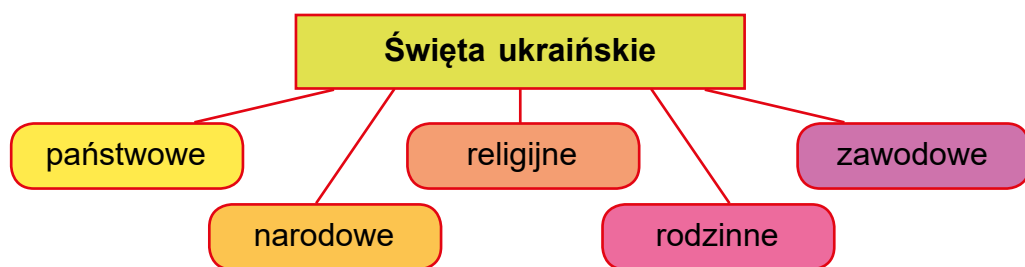 Święta ukraińskie
państwowe
religijne
zawodowe
narodowe
rodzinne